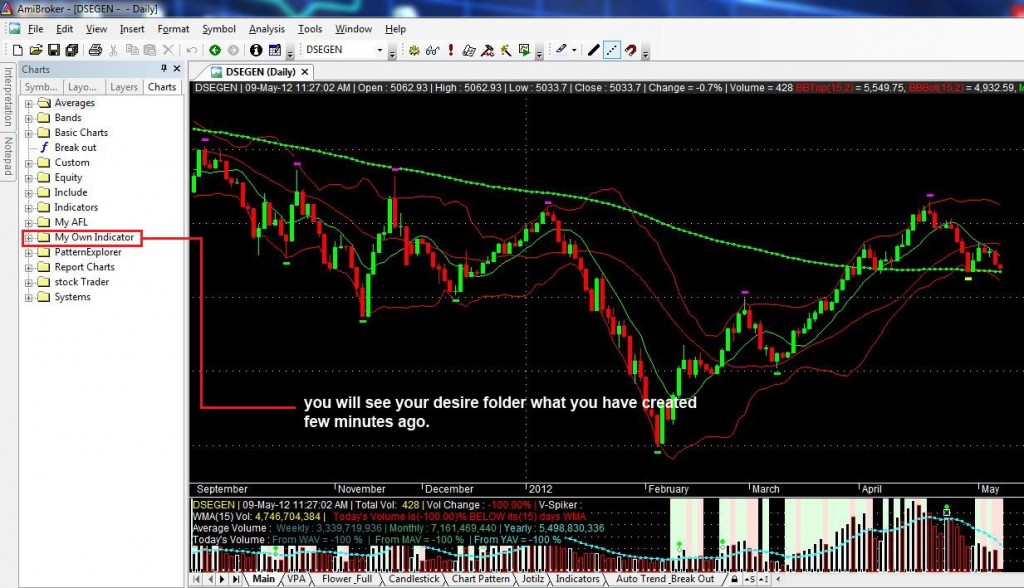 AmiBroker - [DSEGEN - - Daily]
File Edit View Insert Format Symbol Analysis Tools Window Help
DSEGEN
Charts
Symb... Layo... Layers Charts
Interpretation
Notepad
Averages
Bands
Basic Charts
Break out
Custom
Equity
Include
Indicators
My AFL
My Own Indicator
PatternExplorer
Report Charts
stock Trader
Systems
DSEGEN (Daily)
DSEGEN | 09-May-12 11:27:02 AM | Open : 5062.93 | High : 5062.93 | Low : 5033.7 | Close : 5033.7 | Change = -0.7% | Volume = 428 BBTop(15,2) = 5,549.75, BBBot(15,2) = 4,932.59,
you will see your desire folder what you have created
few minutes ago.
September November December 2012 February March April May
DSEGEN | 09-May-12 11:27:02 AM | Total Vol: 428 | Vol Change : -100.00% | V-Spiker :
WMA(15) Vol: 4,746,704,384 | Today's Volume is(-100.00)% BELOW its(15) days WMA
Average Volume : Weekly : 3,339,719,936 | Monthly : 7,161,469,440 | Yearly : 5,498,830,336
Today's Volume : From WAV = -100 % | From MAV = -100 % | From YAV = -100 %
Main VPA Flower_Full Candlestick Chart Pattern Jotilz Indicators Auto Trend_Break Out